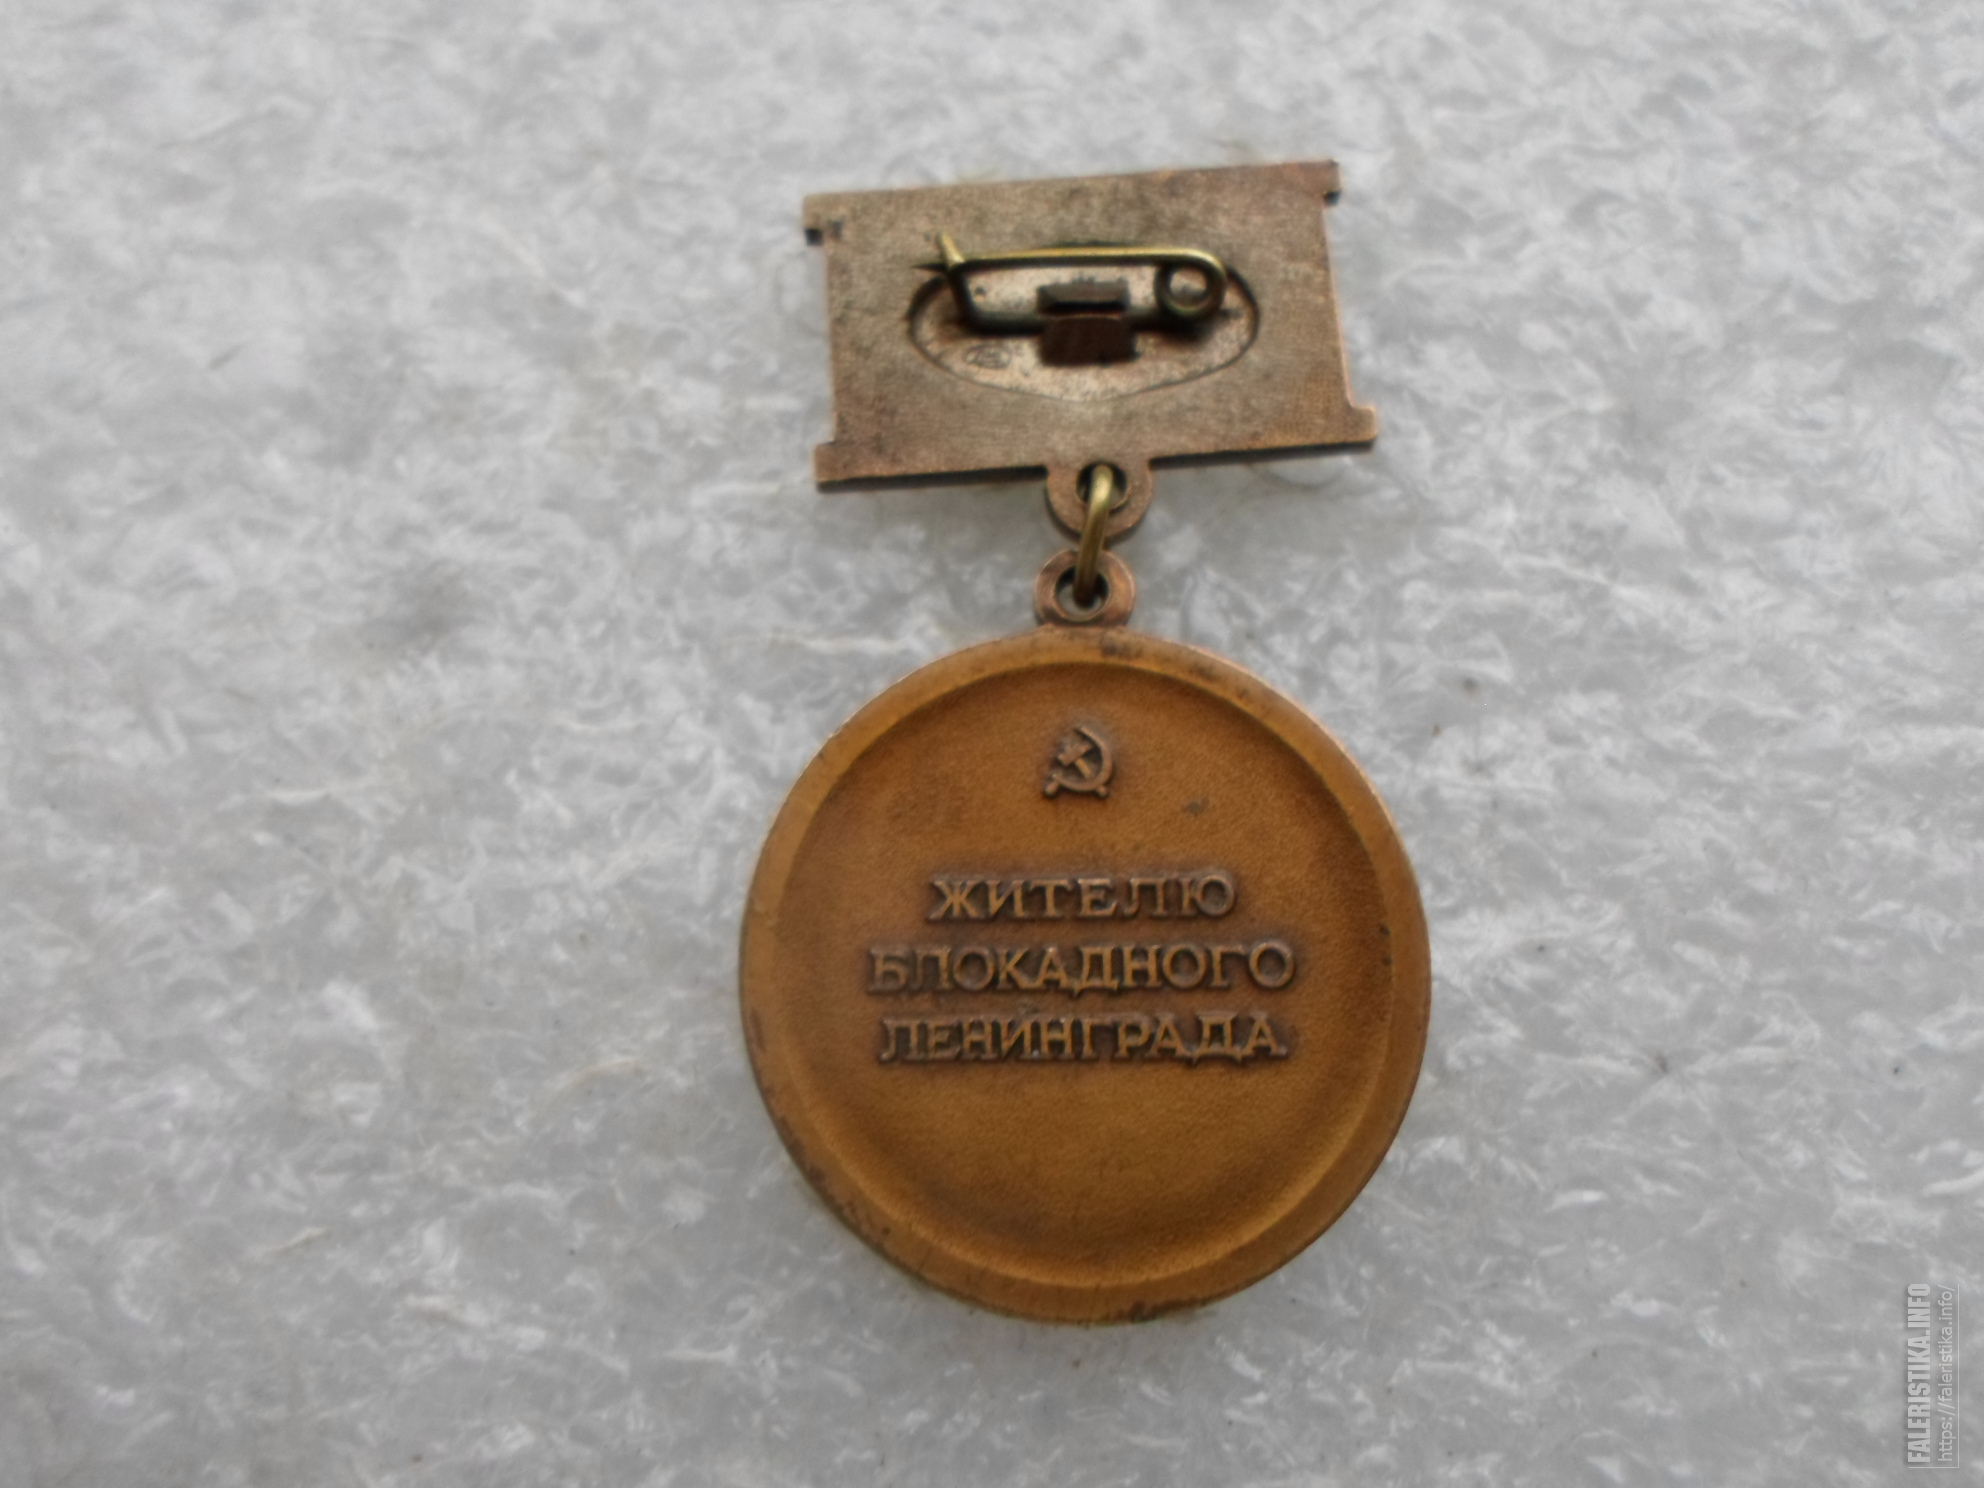 ЖИТЕЛЮ
БЛОКАДНОГО
ЛЕНИНГРАДА
FALERISTIKA.INFO
https://faleristika.info/